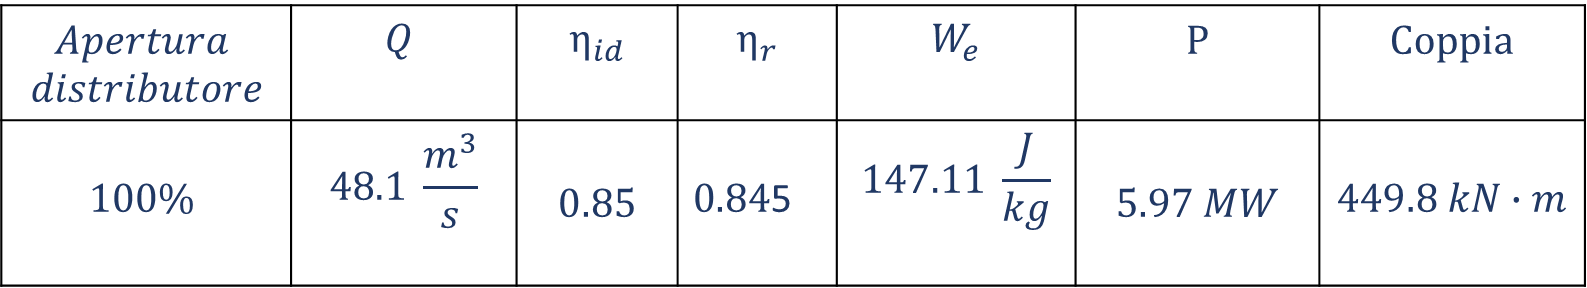 Apertura distributore | Q | η_id | η_r | W_e | P | Coppia
100% | 48.1 m³/s | 0.85 | 0.845 | 147.11 J/kg | 5.97 MW | 449.8 kN · m